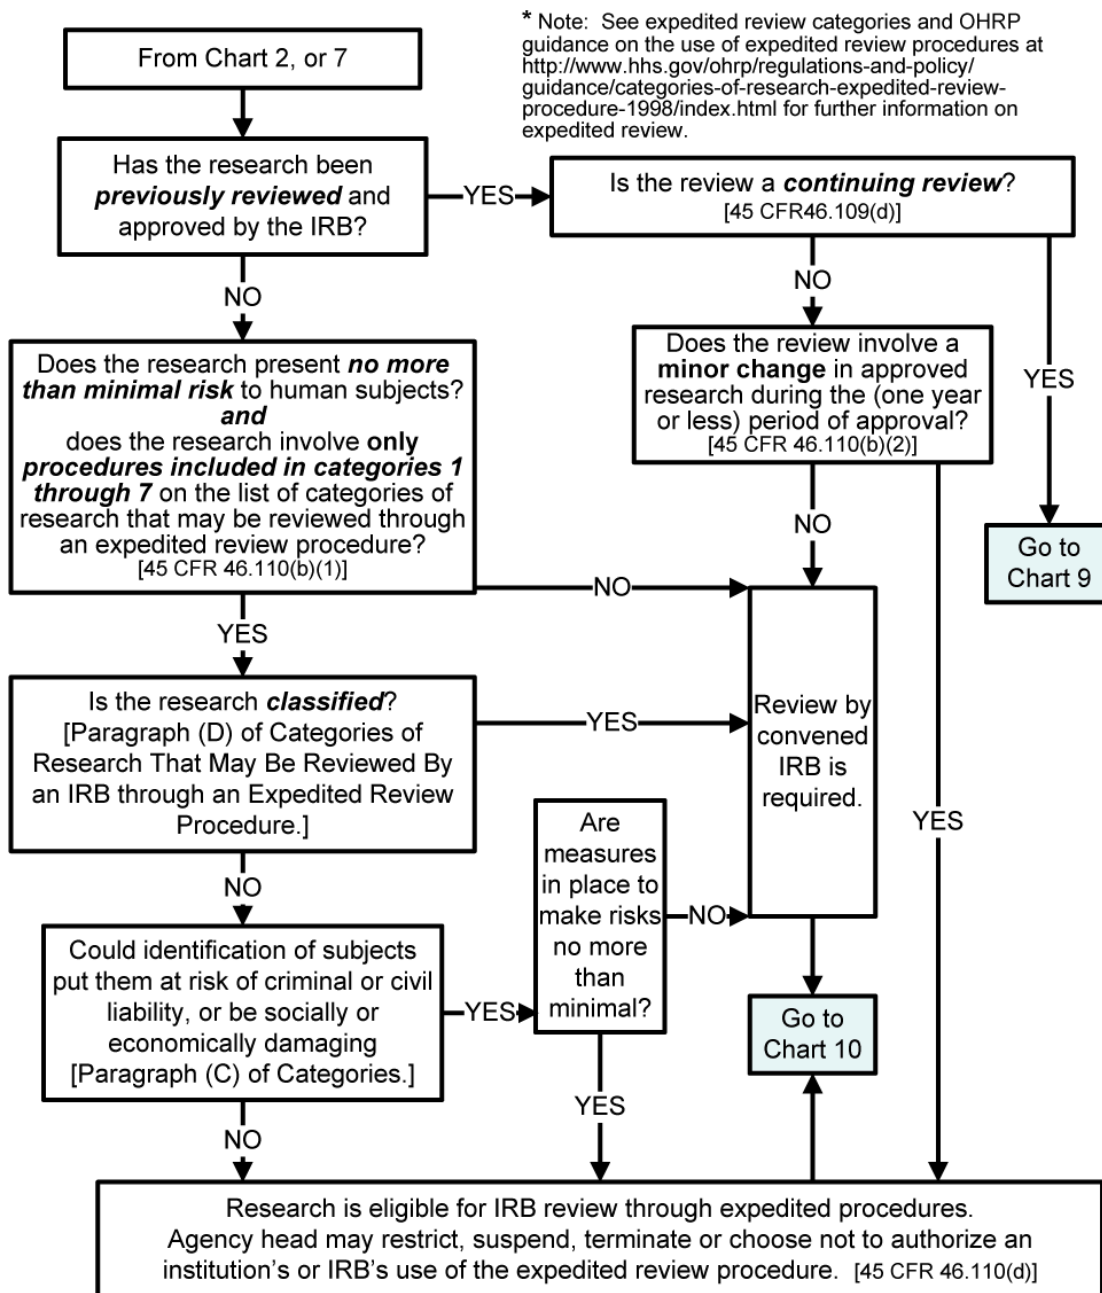 * Note: See expedited review categories and OHRP
guidance on the use of expedited review procedures at
http://www.hhs.gov/ohrp/regulations-and-policy/
guidance/categories-of-research-expedited-review-
procedure-1998/index.html for further information on
expedited review.
From Chart 2, or 7
Has the research been
previously reviewed and
approved by the IRB?
YES
Is the review a continuing review?
[45 CFR46.109(d)]
NO
NO
YES
Does the research present no more
than minimal risk to human subjects?
and
does the research involve only
procedures included in categories 1
through 7 on the list of categories of
research that may be reviewed through
an expedited review procedure?
[45 CFR 46.110(b)(1)]
Does the review involve a
minor change in approved
research during the (one year
or less) period of approval?
[45 CFR 46.110(b)(2)]
NO
Go to
Chart 9
NO
YES
YES
Is the research classified?
[Paragraph (D) of Categories of
Research That May Be Reviewed By
an IRB through an Expedited Review
Procedure.]
YES
Review by
convened
IRB is
required.
NO
Are
measures
in place to
make risks
no more
than
minimal?
NO
Could identification of subjects
put them at risk of criminal or civil
liability, or be socially or
economically damaging
[Paragraph (C) of Categories.]
YES
Go to
Chart 10
NO
YES
Research is eligible for IRB review through expedited procedures.
Agency head may restrict, suspend, terminate or choose not to authorize an
institution's or IRB's use of the expedited review procedure. [45 CFR 46.110(d)]